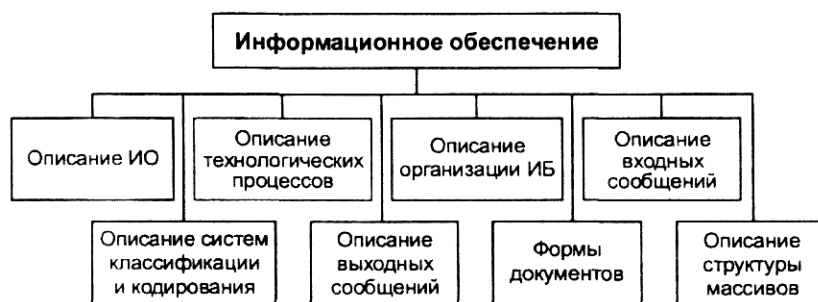 Информационное обеспечение
Описание ИО
Описание
технологических
процессов
Описание
организации ИБ
Описание
входных
сообщений
Описание систем
классификации
и кодирования
Описание
выходных
сообщений
Формы
документов
Описание
структуры
массивов